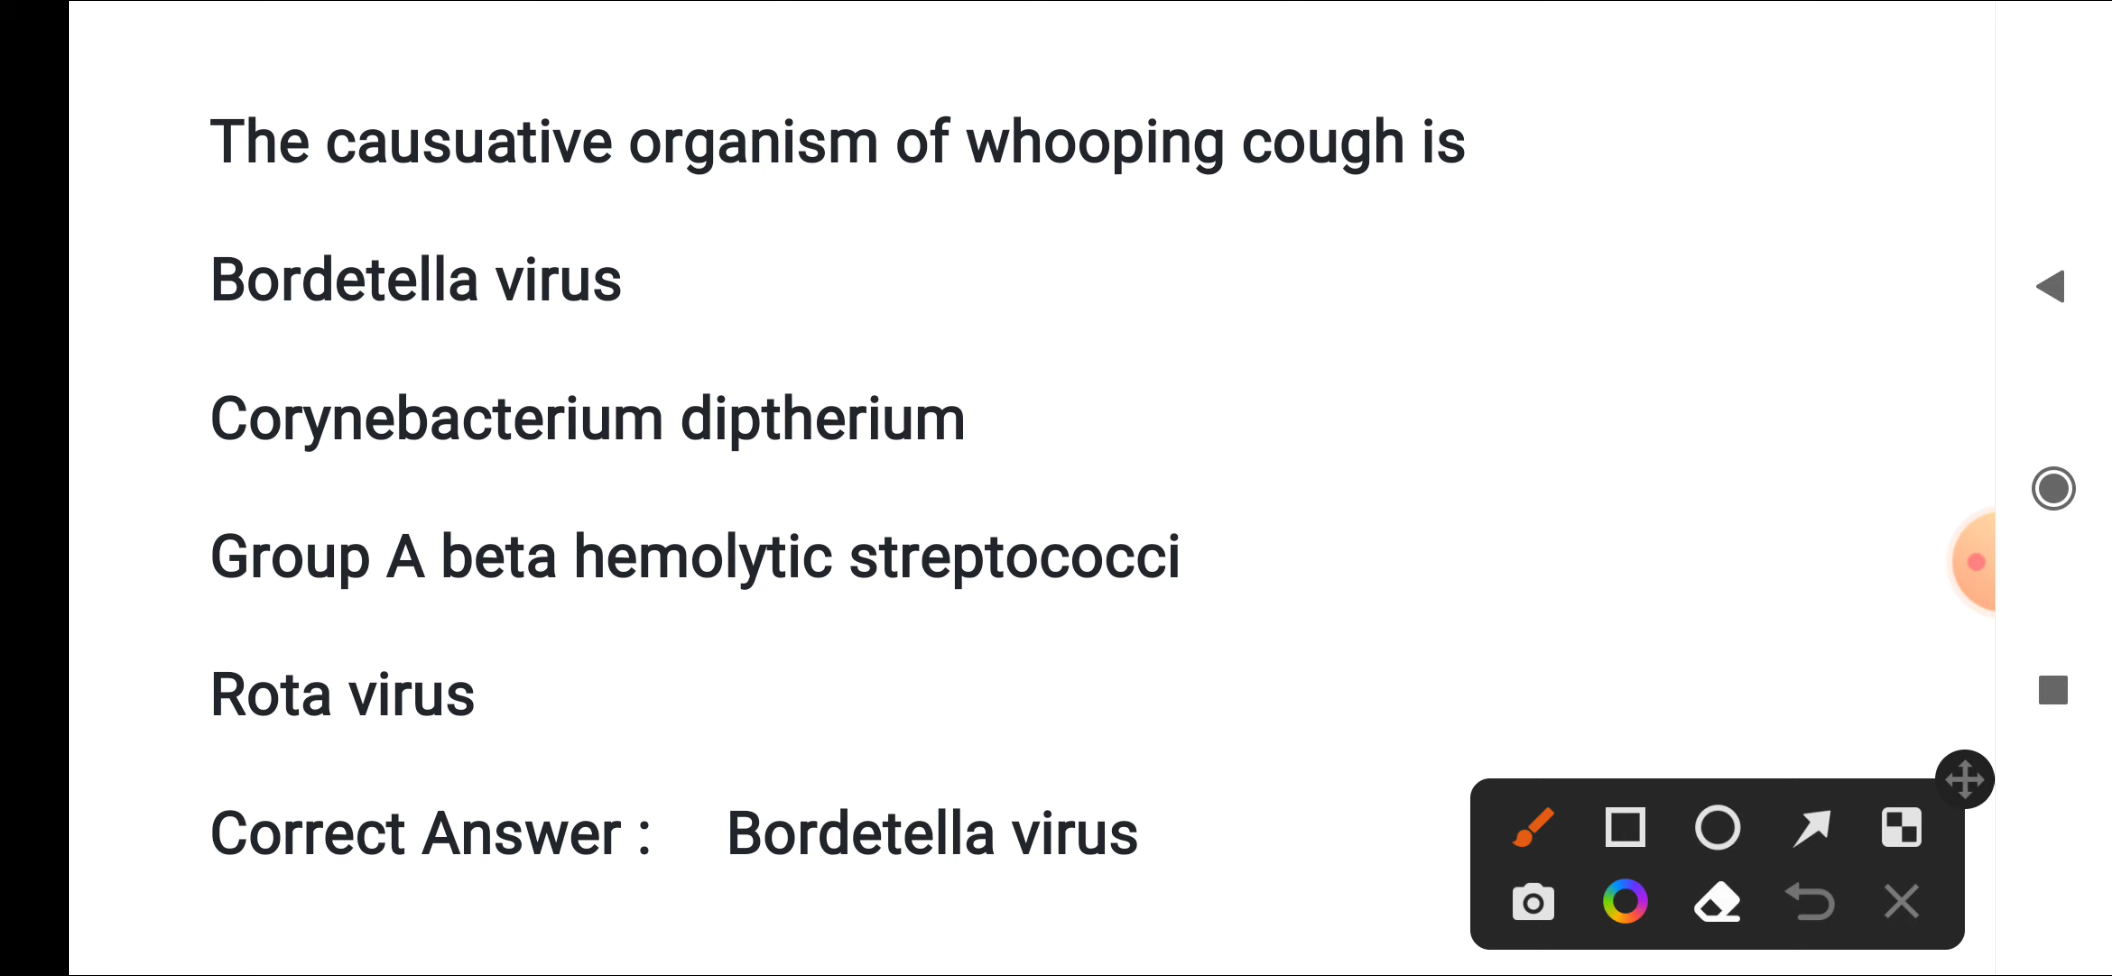 The causuative organism of whooping cough is
Bordetella virus
Corynebacterium diptherium
Group A beta hemolytic streptococci
Rota virus
Correct Answer : Bordetella virus